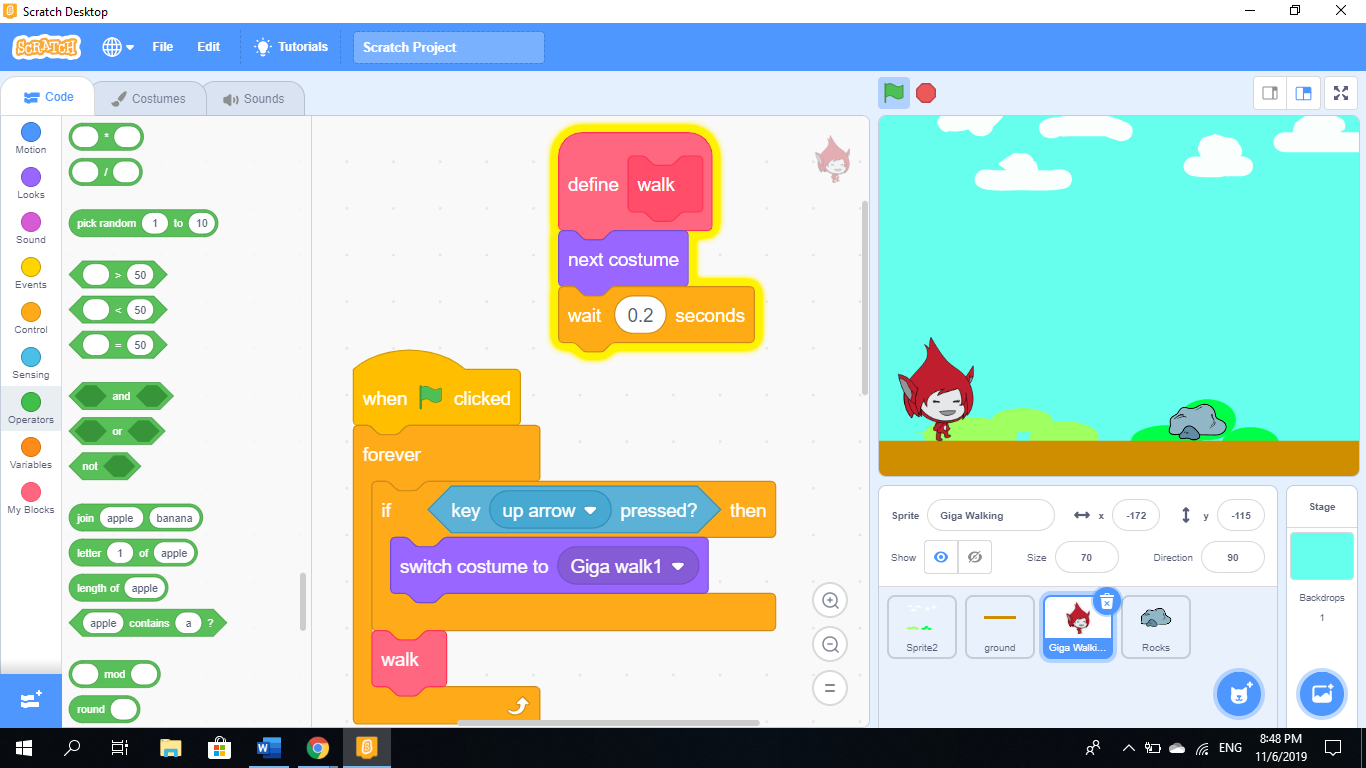 Scratch Desktop
SCRATCH
File
Edit
Tutorials
Scratch Project
Code
Costumes
Sounds
Motion
Looks
Sound
Events
Control
Sensing
Operators
Variables
My Blocks
*
/
pick random 1 to 10
> 50
< 50
= 50
and
or
not
join apple banana
letter 1 of apple
length of apple
apple contains a ?
mod
round
define walk
next costume
wait 0.2 seconds
when clicked
forever
if key up arrow pressed? then
switch costume to Giga walk1
walk
Sprite Giga Walking x -172 y -115
Show Size 70 Direction 90
Sprite2
ground
Giga Walki...
Rocks
Stage
Backdrops
1
ENG
8:48 PM
11/6/2019